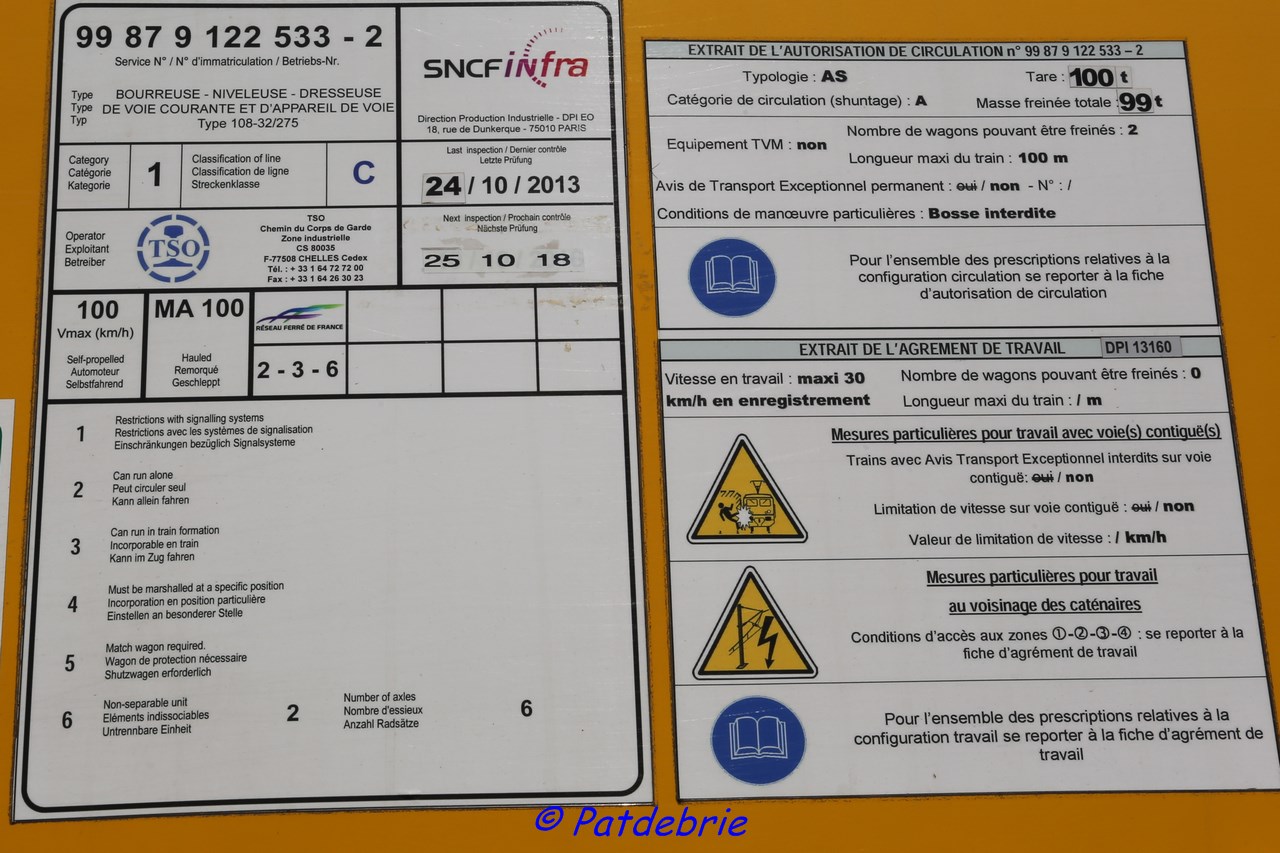 99 87 9 122 533 - 2
Service N° / N° d'immatriculation / Betriebs-Nr.
Type
Type
Typ
BOURREUSE - NIVELEUSE - DRESSEUSE
DE VOIE COURANTE ET D'APPAREIL DE VOIE
Type 108-32/275
SNCF infra
Direction Production Industrielle - DPI EO
18, rue de Dunkerque - 75010 PARIS
Category
Catégorie
Kategorie
1
Classification of line
Classification de ligne
Streckenklasse
C
Last inspection / Dernier contrôle
Letzte Prüfung
24 / 10 / 2013
Operator
Exploitant
Betreiber
TSO
TSO
Chemin du Corps de Garde
Zone industrielle
CS 80035
F-77508 CHELLES Cedex
Tél. : + 33 1 64 72 72 00
Fax : + 33 1 64 26 30 23
Next inspection / Prochain contrôle
Nächste Prüfung
25 10 18
100
Vmax (km/h)
Self-propelled
Automoteur
Selbstfahrend
MA 100
Hauled
Remorqué
Geschleppt
RÉSEAU FERRÉ DE FRANCE
2 - 3 - 6
1
Restrictions with signalling systems
Restrictions avec les systèmes de signalisation
Einschränkungen bezüglich Signalsysteme
2
Can run alone
Peut circuler seul
Kann allein fahren
3
Can run in train formation
Incorporable en train
Kann im Zug fahren
4
Must be marshalled at a specific position
Incorporation en position particulière
Einstellen an besonderer Stelle
5
Match wagon required.
Wagon de protection nécessaire
Shutzwagen erforderlich
6
Non-separable unit
Eléments indissociables
Untrennbare Einheit
2
Number of axles
Nombre d'essieux
Anzahl Radsätze
6
EXTRAIT DE L'AUTORISATION DE CIRCULATION n° 99 87 9 122 533 – 2
Typologie : AS
Tare : 100 t
Catégorie de circulation (shuntage) : A
Masse freinée totale : 99 t
Equipement TVM : non
Nombre de wagons pouvant être freinés : 2
Longueur maxi du train : 100 m
Avis de Transport Exceptionnel permanent : oui / non - N° : /
Conditions de manœuvre particulières : Bosse interdite
Pour l'ensemble des prescriptions relatives à la
configuration circulation se reporter à la fiche
d'autorisation de circulation
EXTRAIT DE L'AGREMENT DE TRAVAIL DPI 13160
Vitesse en travail : maxi 30
km/h en enregistrement
Nombre de wagons pouvant être freinés : 0
Longueur maxi du train : / m
Mesures particulières pour travail avec voie(s) contiguë(s)
Trains avec Avis Transport Exceptionnel interdits sur voie
contiguë: oui / non
Limitation de vitesse sur voie contiguë : oui / non
Valeur de limitation de vitesse : / km/h
Mesures particulières pour travail
au voisinage des caténaires
Conditions d'accès aux zones ①-②-③-④ : se reporter à la
fiche d'agrément de travail
Pour l'ensemble des prescriptions relatives à la
configuration travail se reporter à la fiche d'agrément de
travail
© Patdebrie